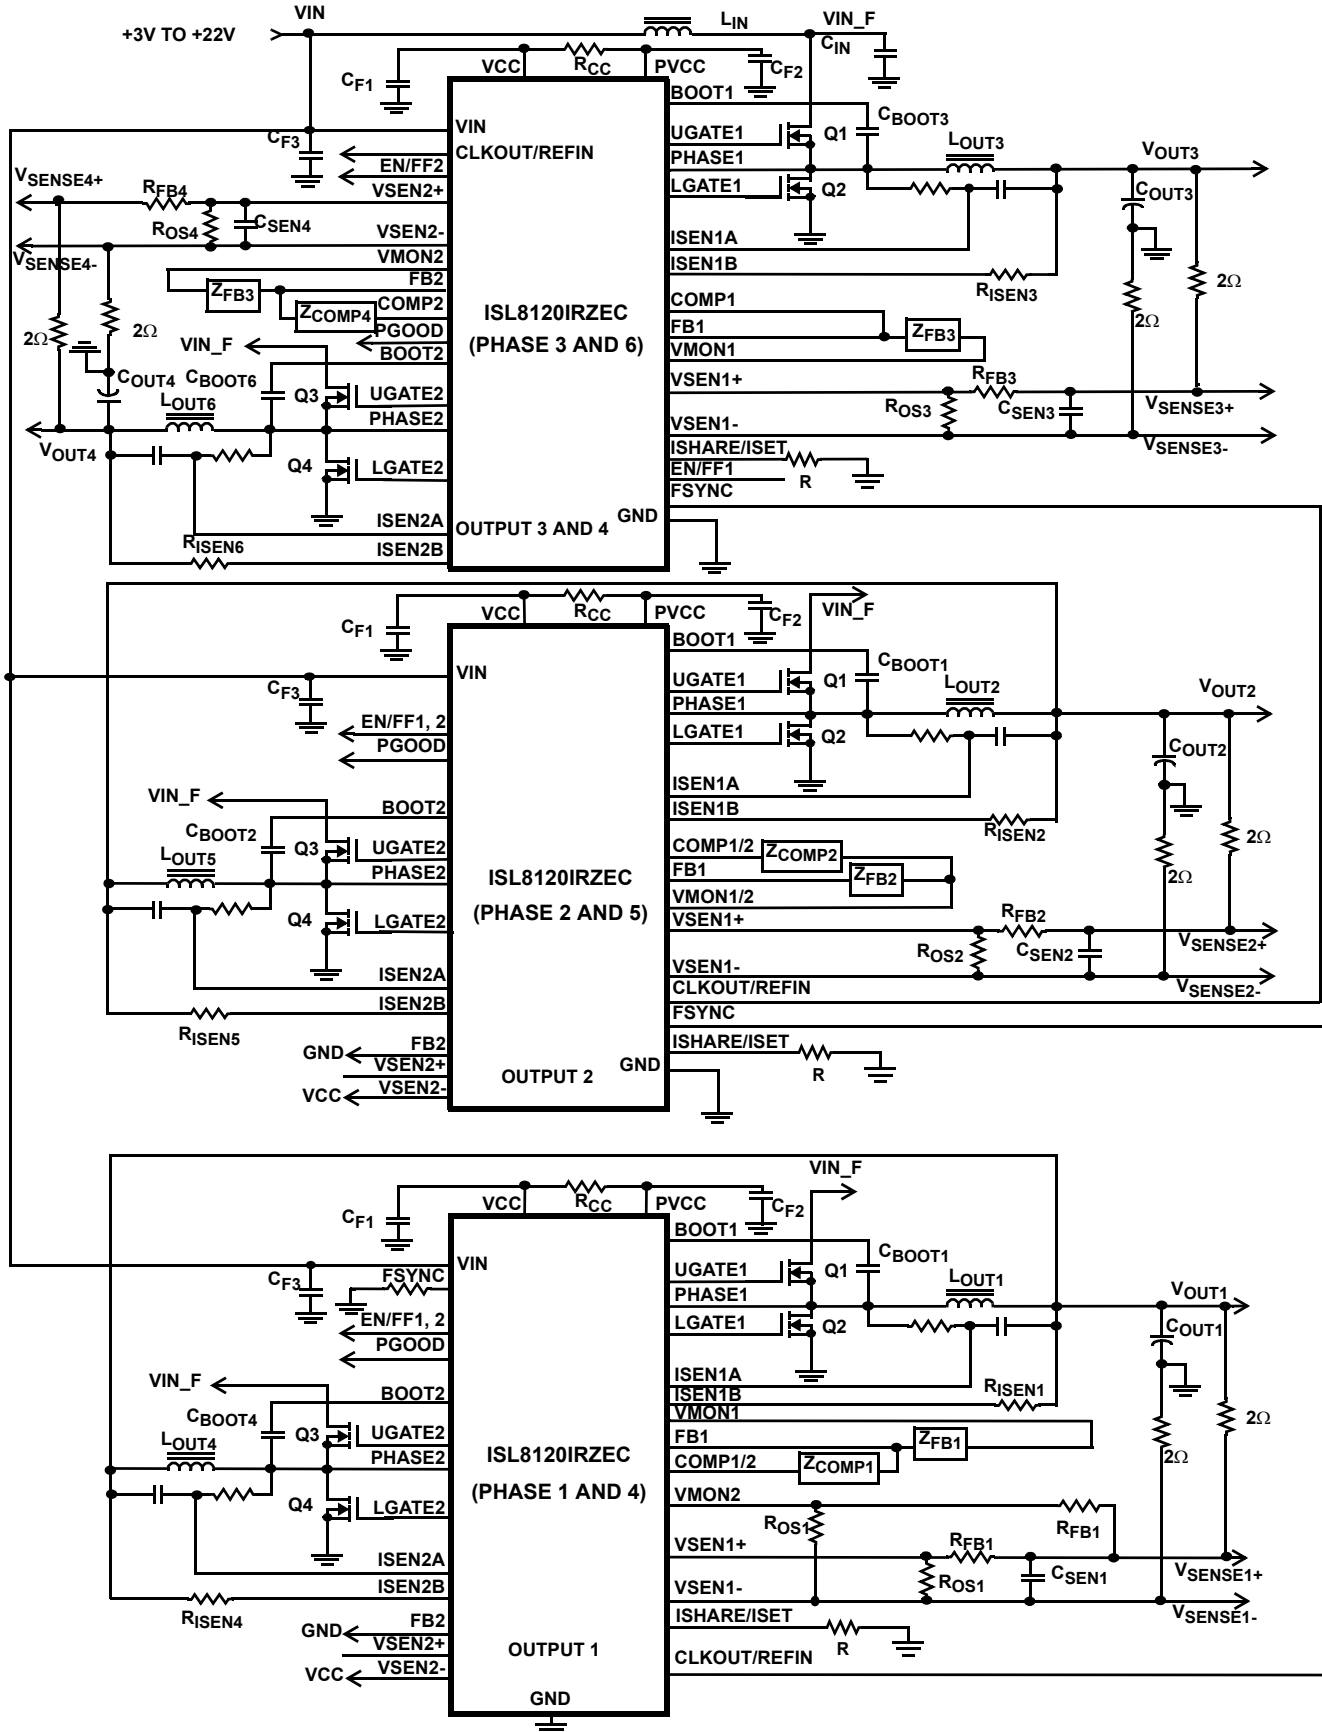 VIN
LIN
VIN_F
+3V TO +22V
CIN
CF1
VCC
RCC
PVCC
CF2
BOOT1
CBOOT3
VIN
CF3
CLKOUT/REFIN
UGATE1
Q1
LOUT3
VOUT3
EN/FF2
PHASE1
VSENSE4+
RFB4
VSEN2+
LGATE1
Q2
COUT3
ROS4
CSEN4
VSEN2-
ISEN1A
VSENSE4-
VMON2
ISEN1B
RISEN3
2Ω
2Ω
FB2
ZFB3
COMP2
ZCOMP4
ISL8120IRZEC
(PHASE 3 AND 6)
COMP1
FB1
ZFB3
VMON1
2Ω
2Ω
PGOOD
VIN_F
BOOT2
COUT4
CBOOT6
Q3
UGATE2
VSEN1+
RFB3
LOUT6
PHASE2
ROS3
CSEN3
VSENSE3+
VOUT4
VSEN1-
VSENSE3-
Q4
LGATE2
ISHARE/ISET
R
EN/FF1
FSYNC
ISEN2A
OUTPUT 3 AND 4
GND
RISEN6
ISEN2B
CF1
VCC
RCC
PVCC
CF2
VIN_F
BOOT1
CBOOT1
VIN
CF3
UGATE1
Q1
LOUT2
VOUT2
PHASE1
EN/FF1, 2
LGATE1
Q2
COUT2
PGOOD
ISEN1A
VIN_F
BOOT2
ISEN1B
RISEN2
CBOOT2
Q3
UGATE2
COMP1/2
ZCOMP2
2Ω
2Ω
LOUT5
PHASE2
ISL8120IRZEC
(PHASE 2 AND 5)
FB1
ZFB2
VMON1/2
Q4
LGATE2
VSEN1+
RFB2
VSENSE2+
ROS2
CSEN2
ISEN2A
VSEN1-
VSENSE2-
CLKOUT/REFIN
ISEN2B
FSYNC
RISEN5
GND
FB2
ISHARE/ISET
R
VSEN2+
OUTPUT 2
GND
VCC
VSEN2-
VIN_F
CF1
VCC
RCC
PVCC
CF2
BOOT1
CBOOT1
VIN
CF3
FSYNC
UGATE1
Q1
LOUT1
VOUT1
PHASE1
EN/FF1, 2
LGATE1
Q2
COUT1
PGOOD
ISEN1A
VIN_F
BOOT2
ISEN1B
RISEN1
VMON1
CBOOT4
Q3
UGATE2
FB1
ZFB1
2Ω
LOUT4
PHASE2
ISL8120IRZEC
(PHASE 1 AND 4)
COMP1/2
ZCOMP1
2Ω
Q4
LGATE2
VMON2
ROS1
RFB1
VSEN1+
RFB1
ISEN2A
VSEN1-
ROS1
CSEN1
VSENSE1+
ISEN2B
VSENSE1-
RISEN4
ISHARE/ISET
R
GND
FB2
VSEN2+
OUTPUT 1
CLKOUT/REFIN
VCC
VSEN2-
GND